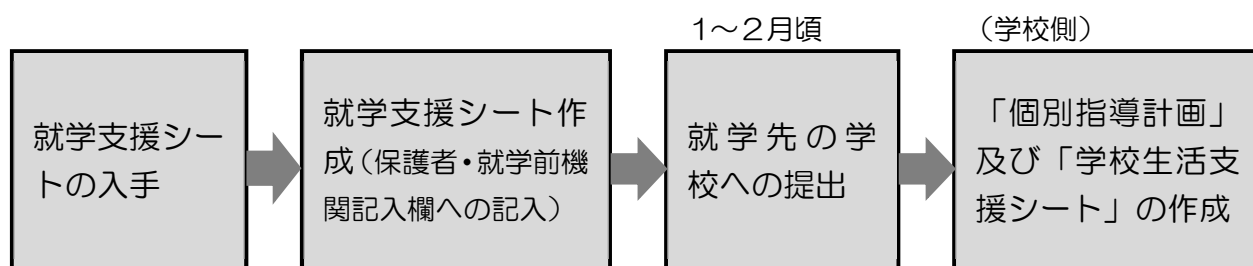 就学支援シー
トの入手
就学支援シート作
成（保護者・就学前機
関記入欄への記入）
1～2月頃
就学先の学
校への提出
（学校側）
「個別指導計画」
及び「学校生活支
援シート」の作成